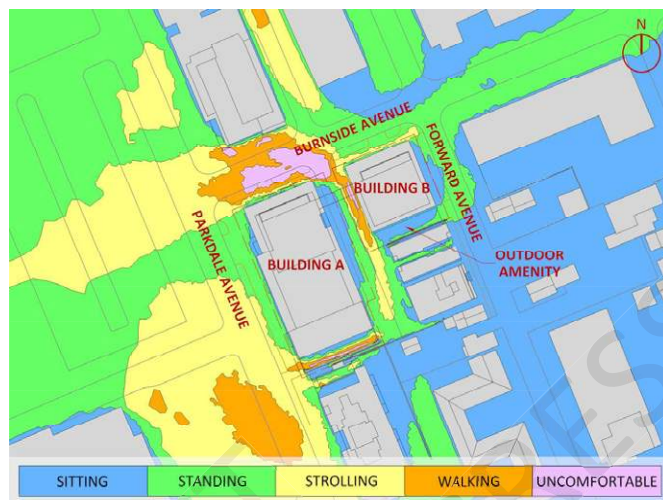 N
BURNSIDE AVENUE
FORWARD AVENUE
BUILDING B
PARKDALE AVENUE
BUILDING A
OUTDOOR
AMENITY
SITTING
STANDING
STROLLING
WALKING
UNCOMFORTABLE